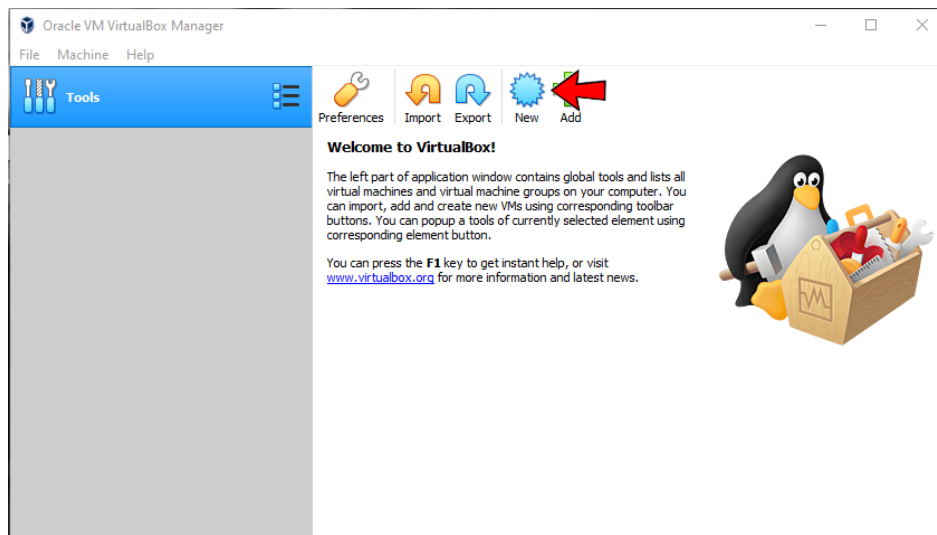 Oracle VM VirtualBox Manager
File Machine Help
Tools
Preferences Import Export New Add
Welcome to VirtualBox!
The left part of application window contains global tools and lists all
virtual machines and virtual machine groups on your computer. You
can import, add and create new VMs using corresponding toolbar
buttons. You can popup a tools of currently selected element using
corresponding element button.
You can press the F1 key to get instant help, or visit
www.virtualbox.org for more information and latest news.